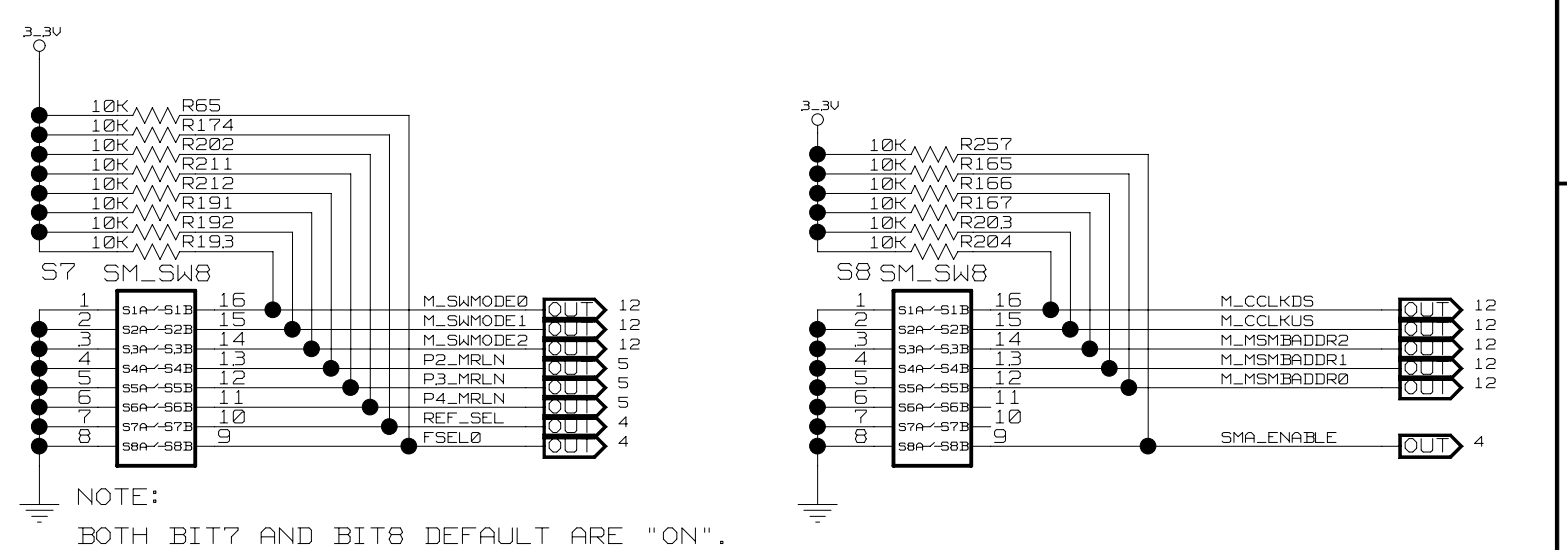 3_3V
10K R65
10K R174
10K R202
10K R211
10K R212
10K R191
10K R192
10K R193
S7 SM_SW8
1 S1A S1B 16 M_SWMODE0 OUT 12
2 S2A S2B 15 M_SWMODE1 OUT 12
3 S3A S3B 14 M_SWMODE2 OUT 12
4 S4A S4B 13 P2_MRLN OUT 5
5 S5A S5B 12 P3_MRLN OUT 5
6 S6A S6B 11 P4_MRLN OUT 5
7 S7A S7B 10 REF_SEL OUT 4
8 S8A S8B 9 FSEL0 OUT 4
NOTE:
BOTH BIT7 AND BIT8 DEFAULT ARE "ON".
3_3V
10K R257
10K R165
10K R166
10K R167
10K R203
10K R204
S8 SM_SW8
1 S1A S1B 16 M_CCLKDS OUT 12
2 S2A S2B 15 M_CCLKUS OUT 12
3 S3A S3B 14 M_MSMBADDR2 OUT 12
4 S4A S4B 13 M_MSMBADDR1 OUT 12
5 S5A S5B 12 M_MSMBADDR0 OUT 12
6 S6A S6B 11
7 S7A S7B 10
8 S8A S8B 9 SMA_ENABLE OUT 4